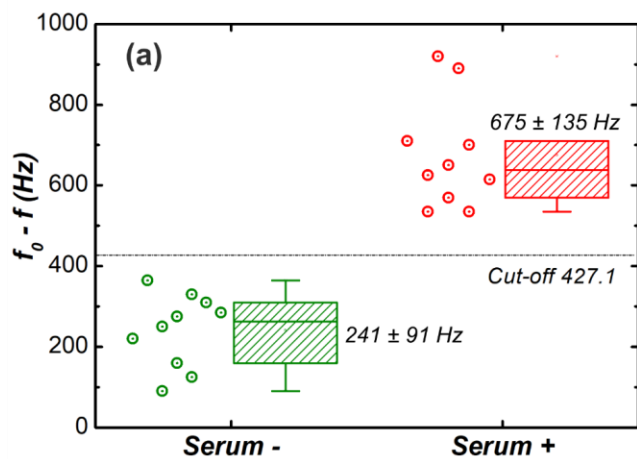 (a)
f₀ - f (Hz)
1000
800
600
400
200
0
675 ± 135 Hz
Cut-off 427.1
241 ± 91 Hz
Serum -
Serum +